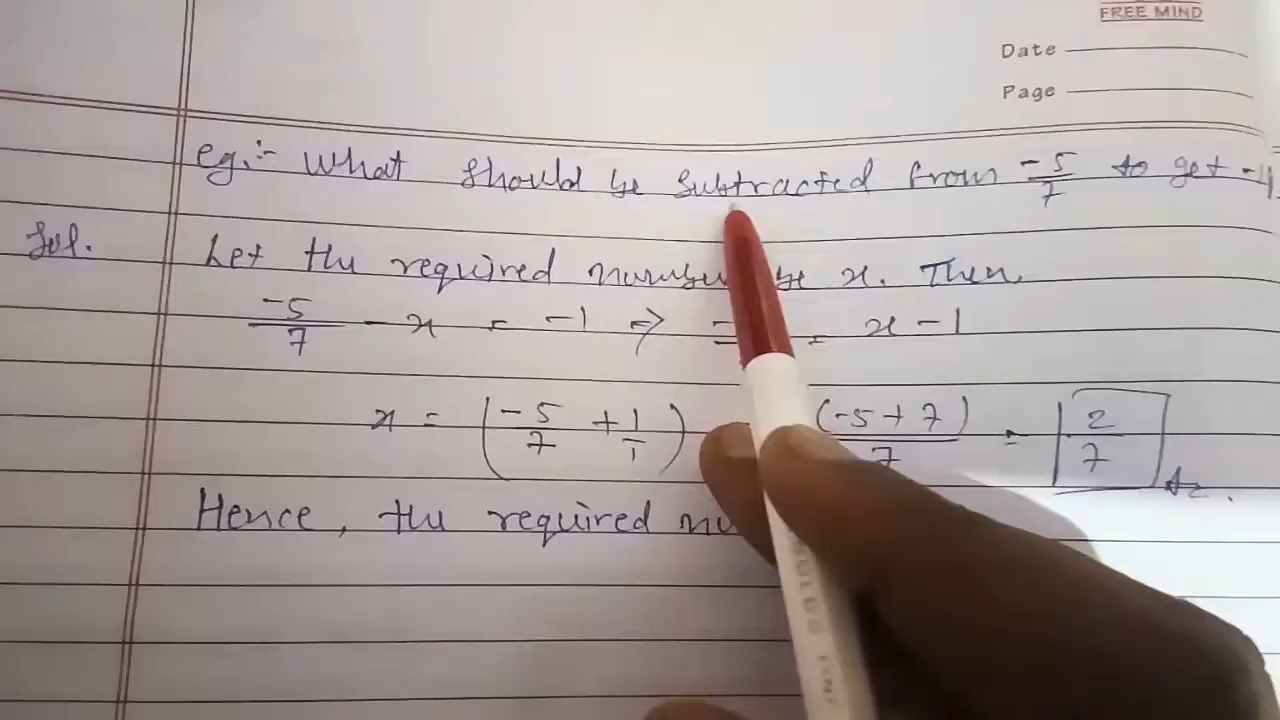 FREE MIND
Date
Page
eg.:- What should be subtracted from -5/7 to get -1
Sol. Let the required number be x. Then,
-5/7 - x = -1 ⇒ = x - 1
x = (-5/7 + 1/1) (-5+7)/7 = 2/7
Hence, the required